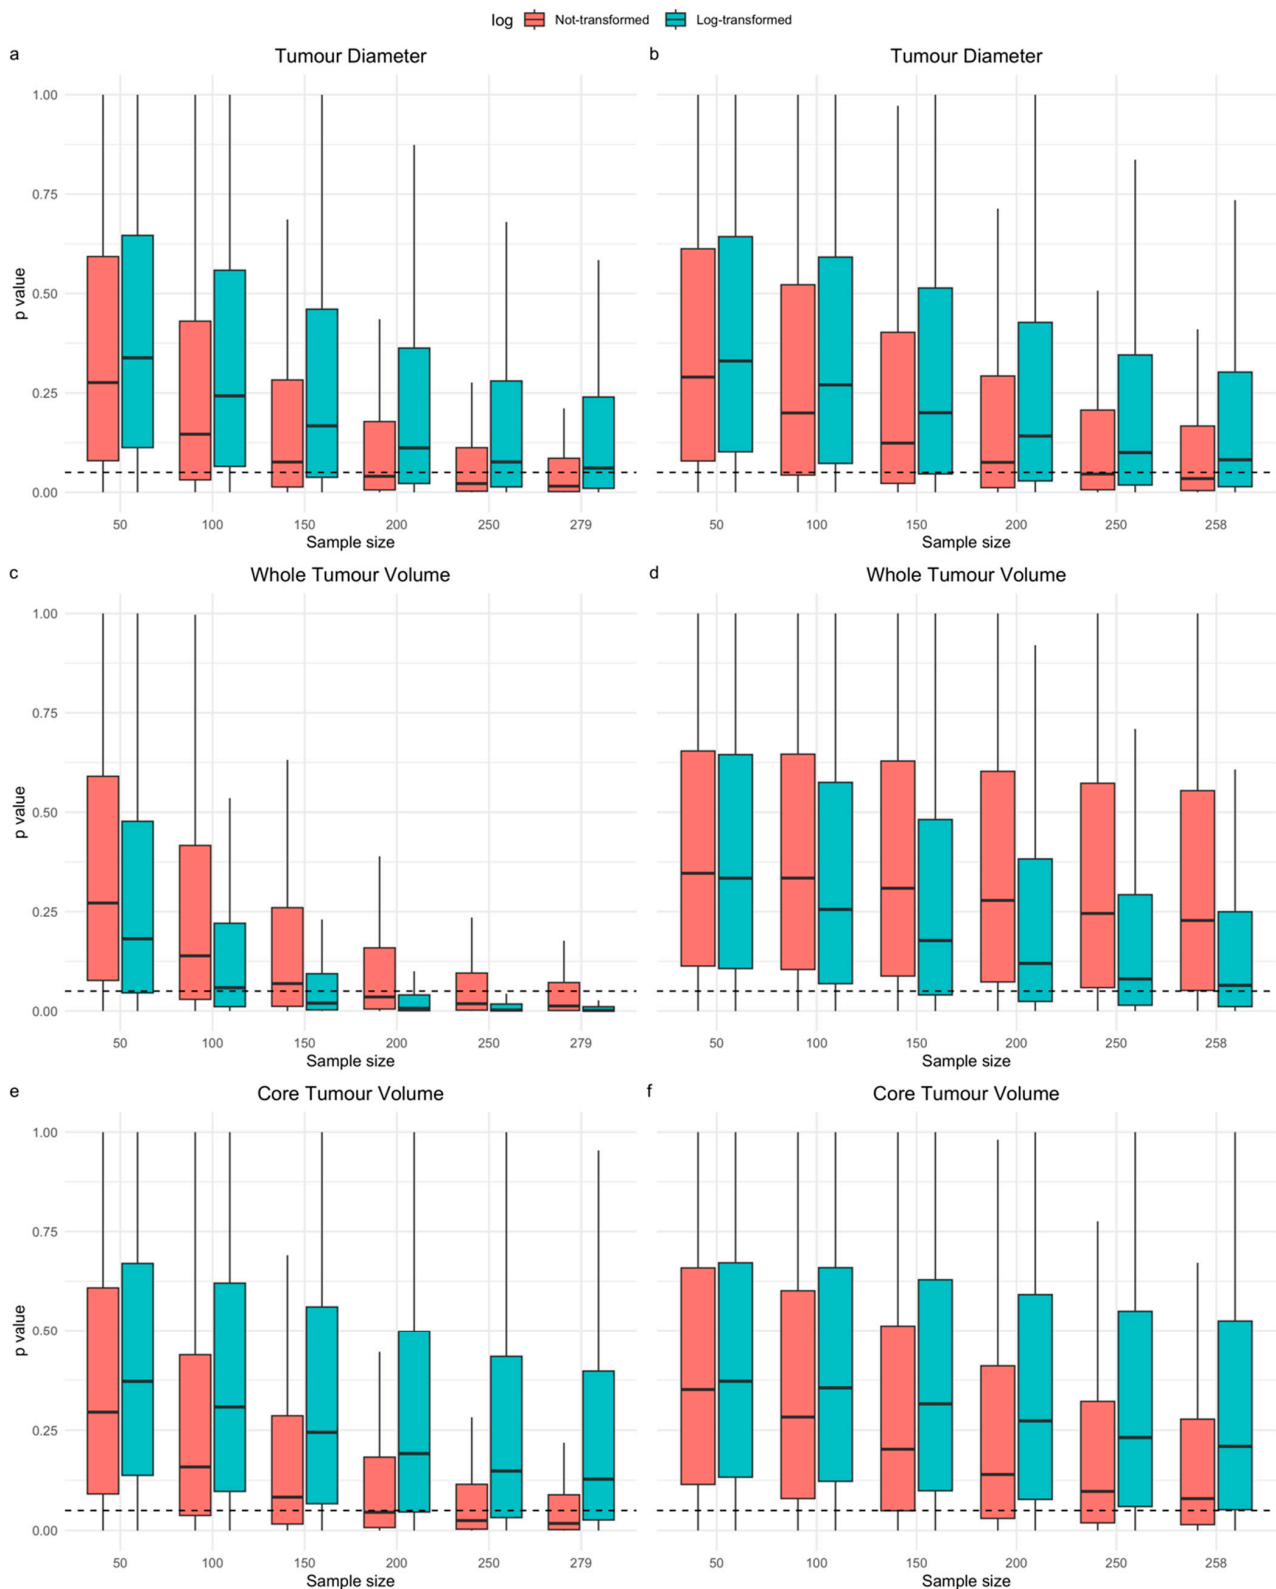 log Not-transformed Log-transformed
a Tumour Diameter b Tumour Diameter
1.00
0.75
0.50
0.25
0.00
p value
50 100 150 200 250 279 50 100 150 200 250 258
Sample size Sample size
c Whole Tumour Volume d Whole Tumour Volume
1.00
0.75
0.50
0.25
0.00
p value
50 100 150 200 250 279 50 100 150 200 250 258
Sample size Sample size
e Core Tumour Volume f Core Tumour Volume
1.00
0.75
0.50
0.25
0.00
p value
50 100 150 200 250 279 50 100 150 200 250 258
Sample size Sample size